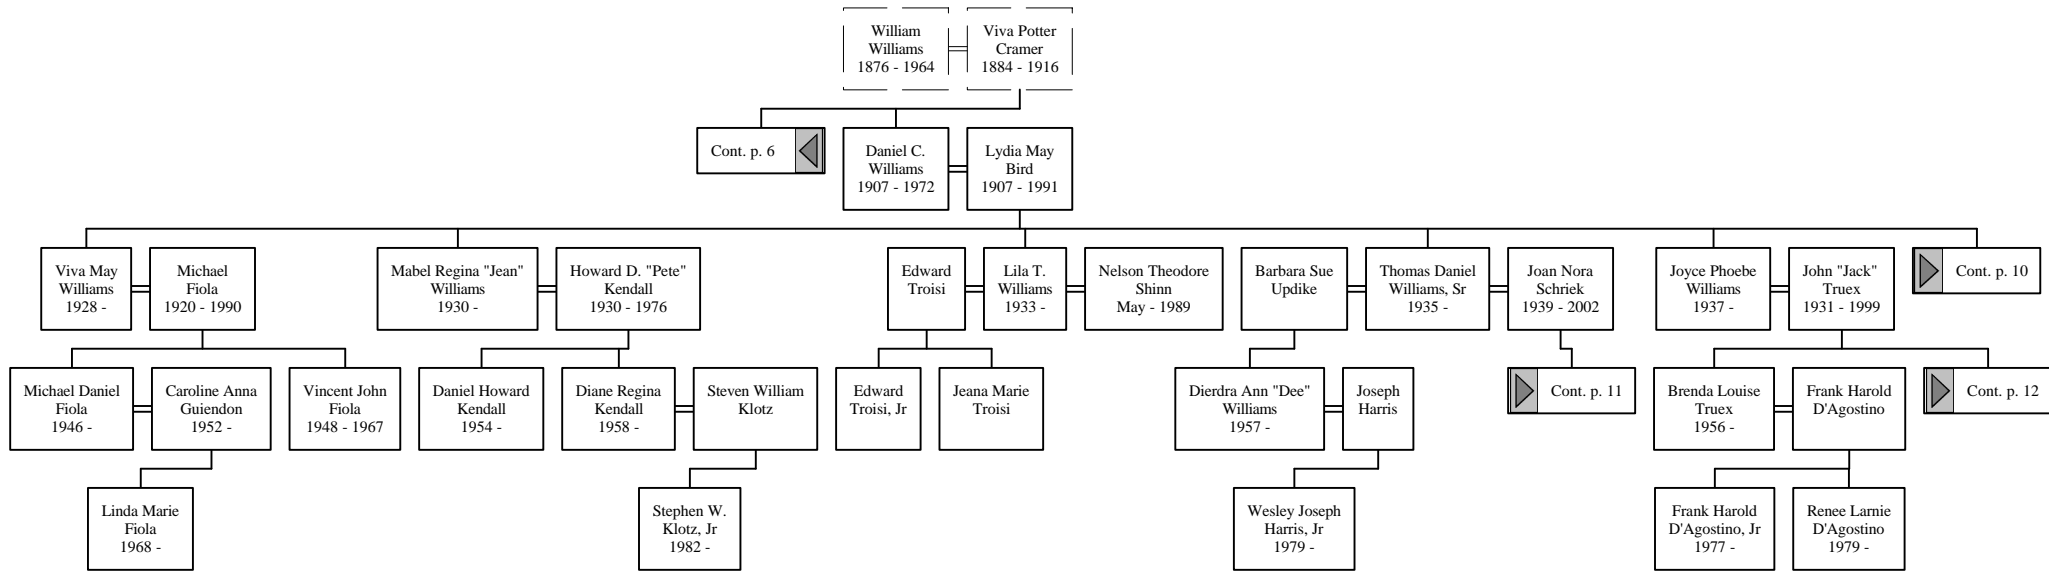 William
Williams
1876 - 1964
Viva Potter
Cramer
1884 - 1916
Cont. p. 6
Daniel C.
Williams
1907 - 1972
Lydia May
Bird
1907 - 1991
Viva May
Williams
1928 -
Michael
Fiola
1920 - 1990
Mabel Regina "Jean"
Williams
1930 -
Howard D. "Pete"
Kendall
1930 - 1976
Edward
Troisi
Lila T.
Williams
1933 -
Nelson Theodore
Shinn
May - 1989
Barbara Sue
Updike
Thomas Daniel
Williams, Sr
1935 -
Joan Nora
Schriek
1939 - 2002
Joyce Phoebe
Williams
1937 -
John "Jack"
Truex
1931 - 1999
Cont. p. 10
Michael Daniel
Fiola
1946 -
Caroline Anna
Guiendon
1952 -
Vincent John
Fiola
1948 - 1967
Daniel Howard
Kendall
1954 -
Diane Regina
Kendall
1958 -
Steven William
Klotz
Edward
Troisi, Jr
Jeana Marie
Troisi
Dierdra Ann "Dee"
Williams
1957 -
Joseph
Harris
Cont. p. 11
Brenda Louise
Truex
1956 -
Frank Harold
D'Agostino
Cont. p. 12
Linda Marie
Fiola
1968 -
Stephen W.
Klotz, Jr
1982 -
Wesley Joseph
Harris, Jr
1979 -
Frank Harold
D'Agostino, Jr
1977 -
Renee Larnie
D'Agostino
1979 -